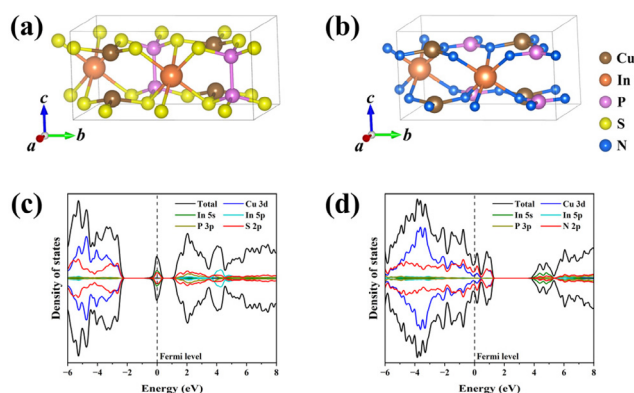 (a)
(b)
c
a
b
c
a
b
Cu
In
P
S
N
(c)
(d)
Density of states
Total
Cu 3d
In 5s
In 5p
P 3p
S 2p
Fermi level
−6 −4 −2 0 2 4 6 8
Energy (eV)
Density of states
Total
Cu 3d
In 5s
In 5p
P 3p
N 2p
Fermi level
−6 −4 −2 0 2 4 6 8
Energy (eV)